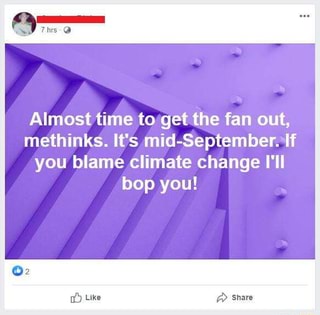 7 hrs
Almost time to get the fan out,
methinks. It's mid-September. If
you blame climate change I'll
bop you!
2
Like
Share